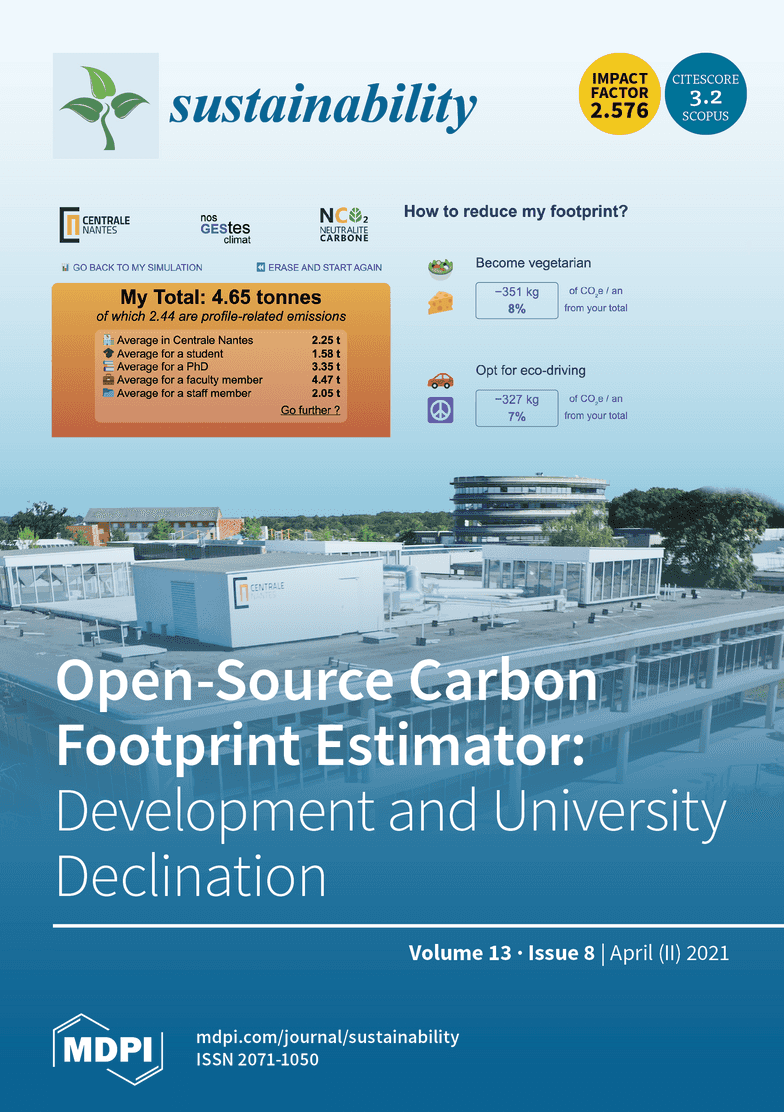 sustainability
IMPACT
FACTOR
2.576
CITESCORE
3.2
SCOPUS
CENTRALE
NANTES
nos
GEStes
climat
NCO2
NEUTRALITE
CARBONE
GO BACK TO MY SIMULATION
ERASE AND START AGAIN
My Total: 4.65 tonnes
of which 2.44 are profile-related emissions
Average in Centrale Nantes 2.25 t
Average for a student 1.58 t
Average for a PhD 3.35 t
Average for a faculty member 4.47 t
Average for a staff member 2.05 t
Go further ?
How to reduce my footprint?
Become vegetarian
−351 kg of CO2e / an
8% from your total
Opt for eco-driving
−327 kg of CO2e / an
7% from your total
CENTRALE
NANTES
Open-Source Carbon
Footprint Estimator:
Development and University
Declination
Volume 13 · Issue 8 | April (II) 2021
MDPI
mdpi.com/journal/sustainability
ISSN 2071-1050